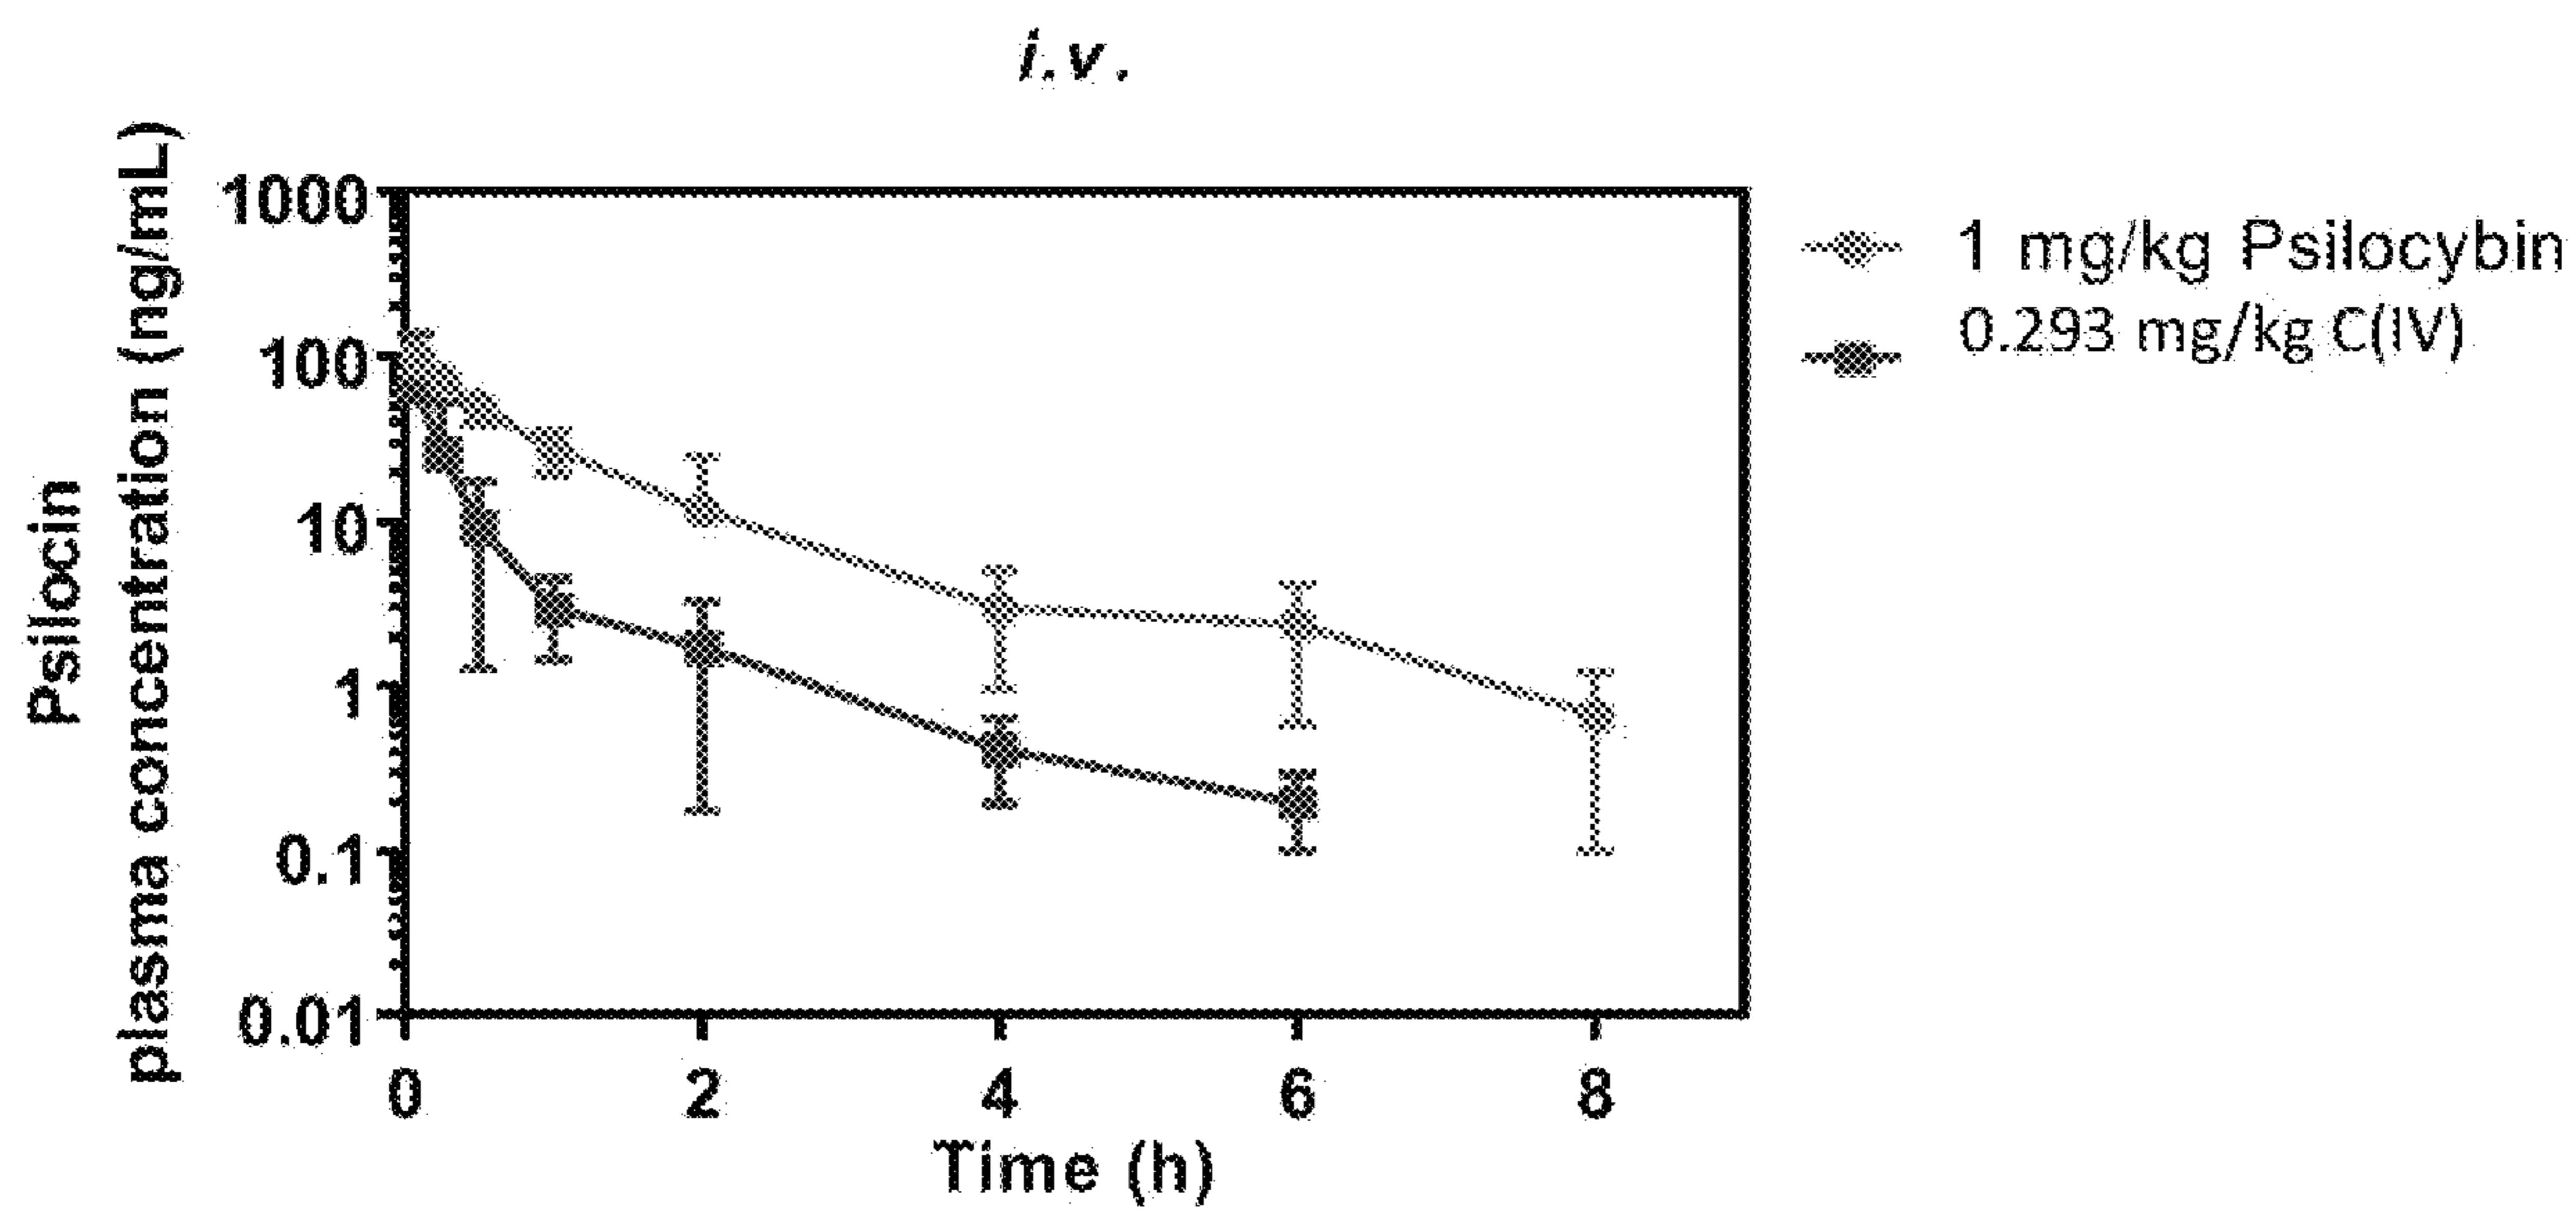 i.v.
Psilocin
plasma concentration (ng/mL)
1000
100
10
1
0.1
0.01
0
2
4
6
8
Time (h)
1 mg/kg Psilocybin
0.293 mg/kg C(IV)